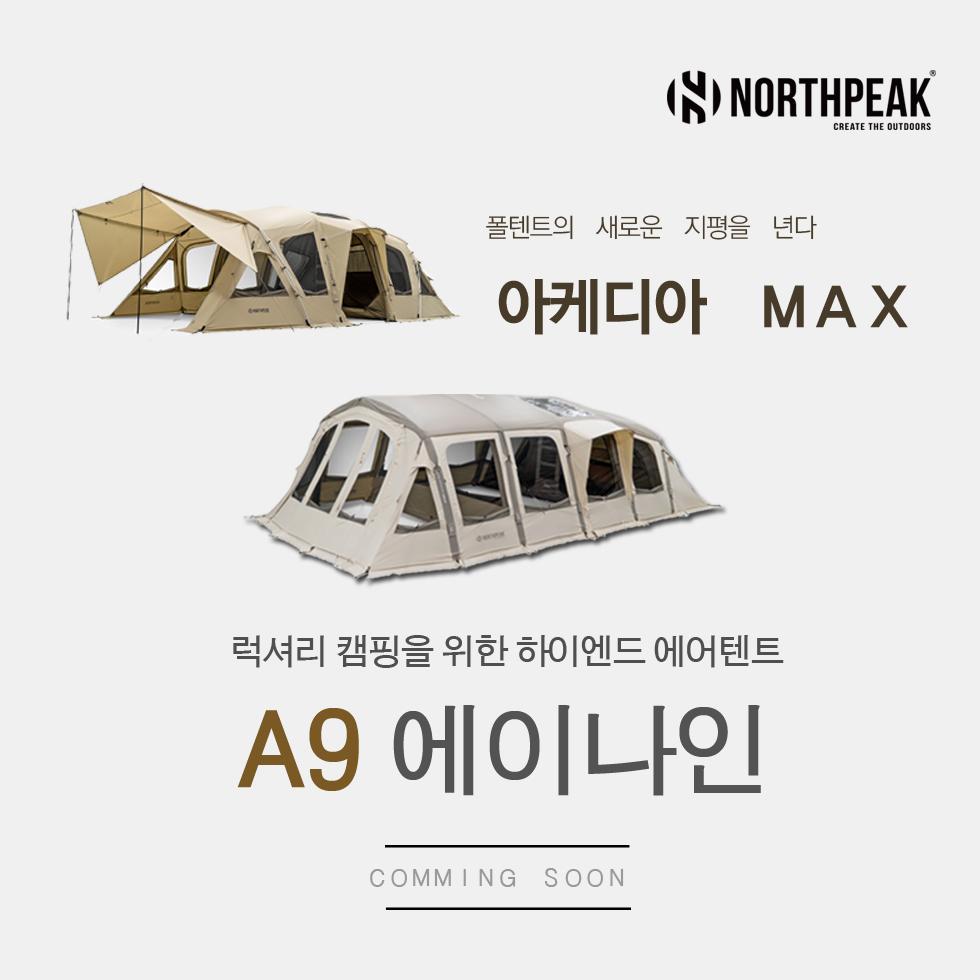 NORTHPEAK®
CREATE THE OUTDOORS
폴텐트의 새로운 지평을 년다
아케디아 MAX
NORTHPEAK
럭셔리 캠핑을 위한 하이엔드 에어텐트
A9 에이나인
COMMING SOON